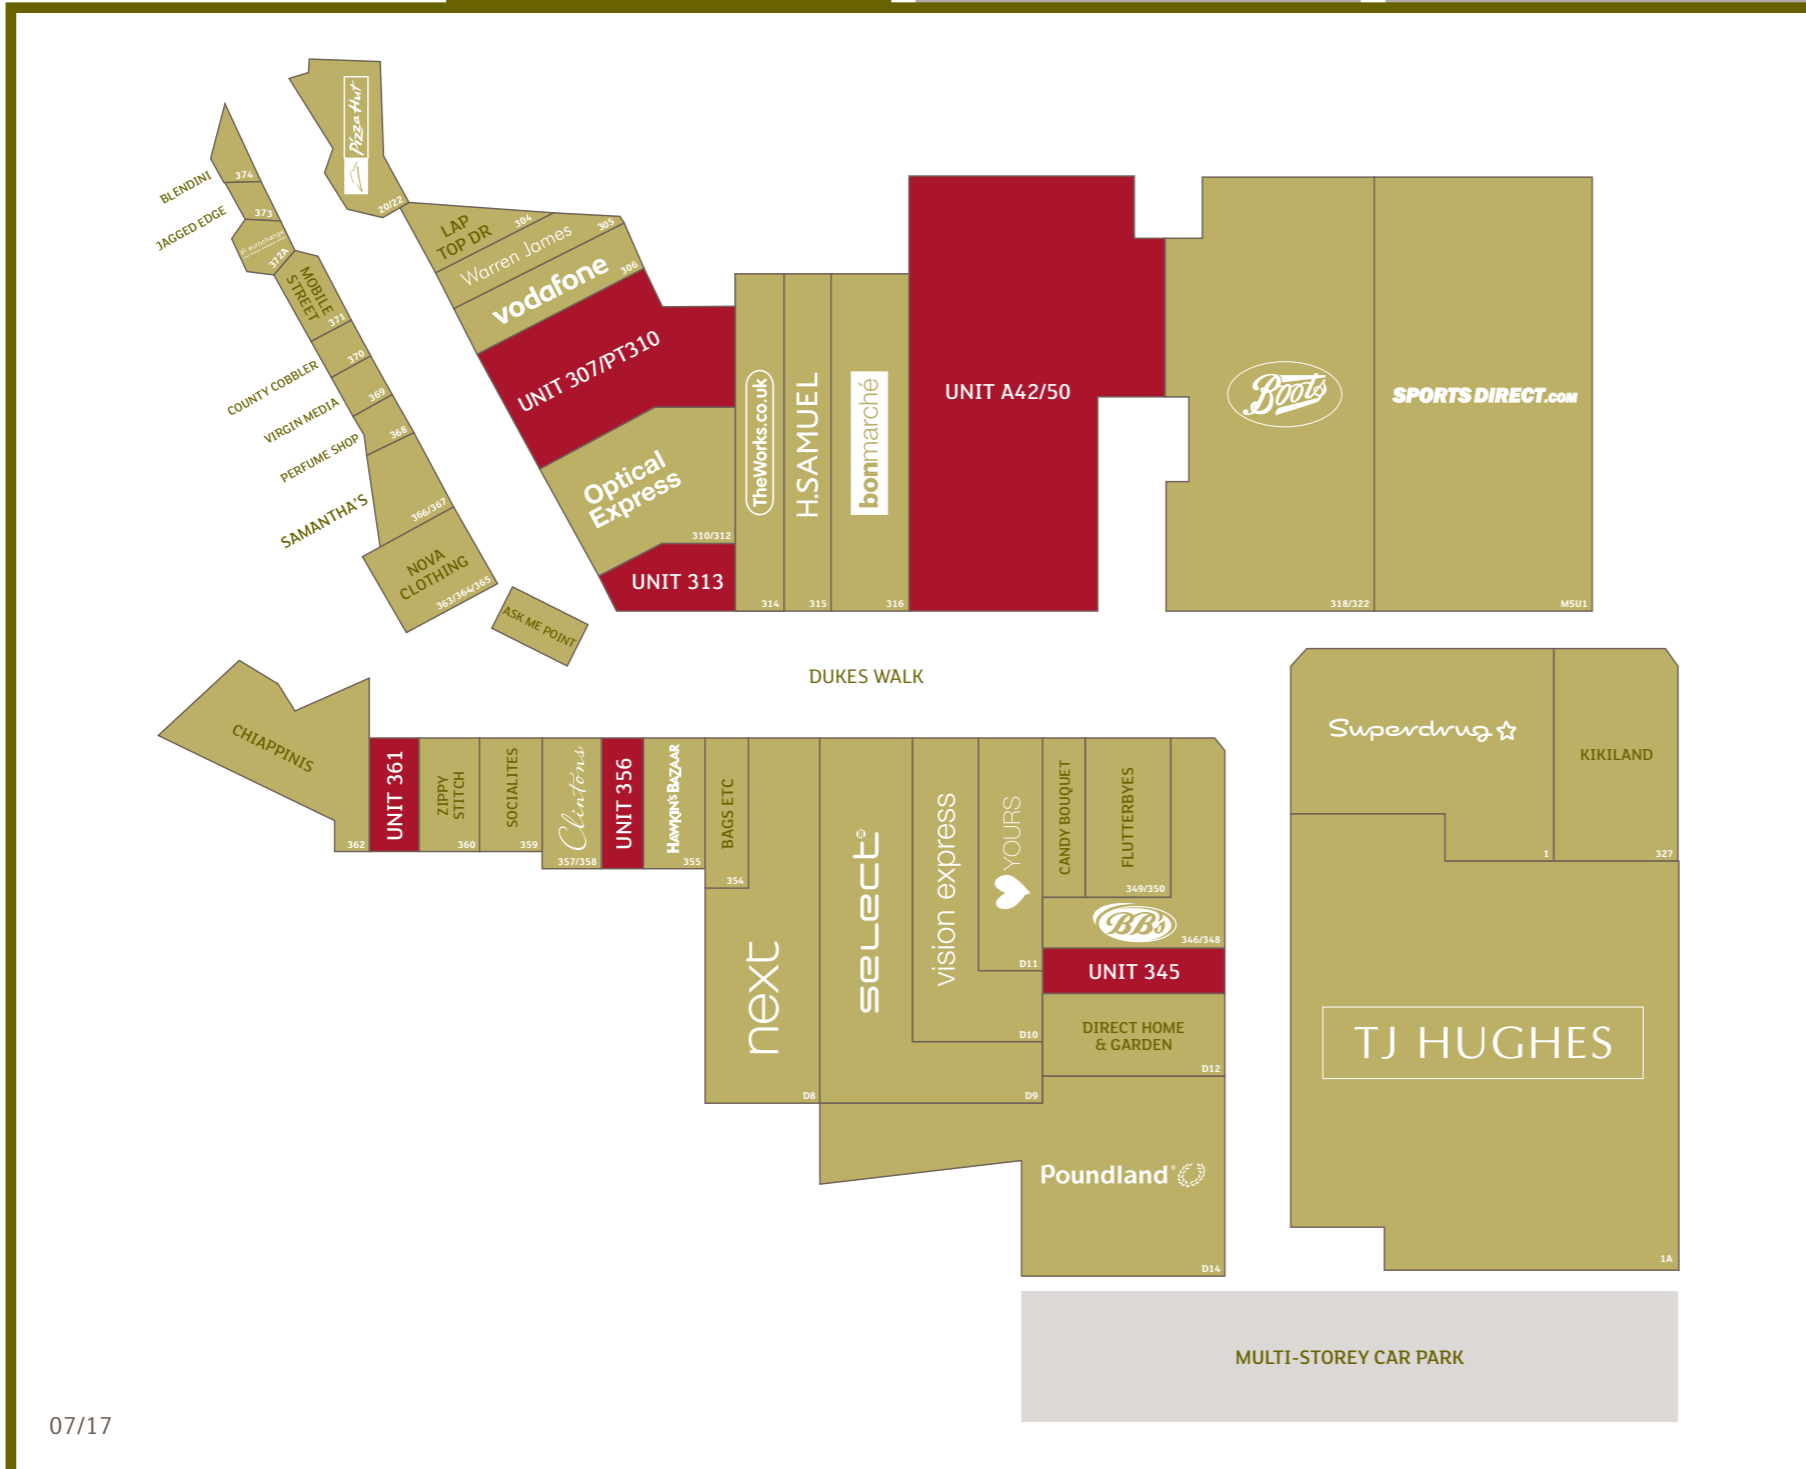 Pizza Hut
20/22
BLENDINI
374
JAGGED EDGE
373
eurochange
372A
MOBILE
STREET
371
COUNTY COBBLER
370
VIRGIN MEDIA
369
PERFUME SHOP
368
SAMANTHA'S
366/367
NOVA
CLOTHING
363/364/365
ASK ME POINT
LAP
TOP DR
304
Warren James
305
vodafone
306
UNIT 307/PT310
Optical
Express
310/312
UNIT 313
TheWorks.co.uk
314
H.SAMUEL
315
bonmarché
316
UNIT A42/50
Boots
318/322
SPORTS DIRECT.COM
MSU1
DUKES WALK
CHIAPPINIS
362
UNIT 361
ZIPPY
STITCH
360
SOCIALITES
359
Clintons
357/358
UNIT 356
HAWKIN'S BAZAAR
355
BAGS ETC
354
next
D8
select®
D9
vision express
D10
YOURS
D11
CANDY BOUQUET
FLUTTERBYES
349/350
BB's
346/348
UNIT 345
DIRECT HOME
& GARDEN
D12
Poundland®
D14
Superdrug
1
KIKILAND
327
TJ HUGHES
1A
MULTI-STOREY CAR PARK
07/17